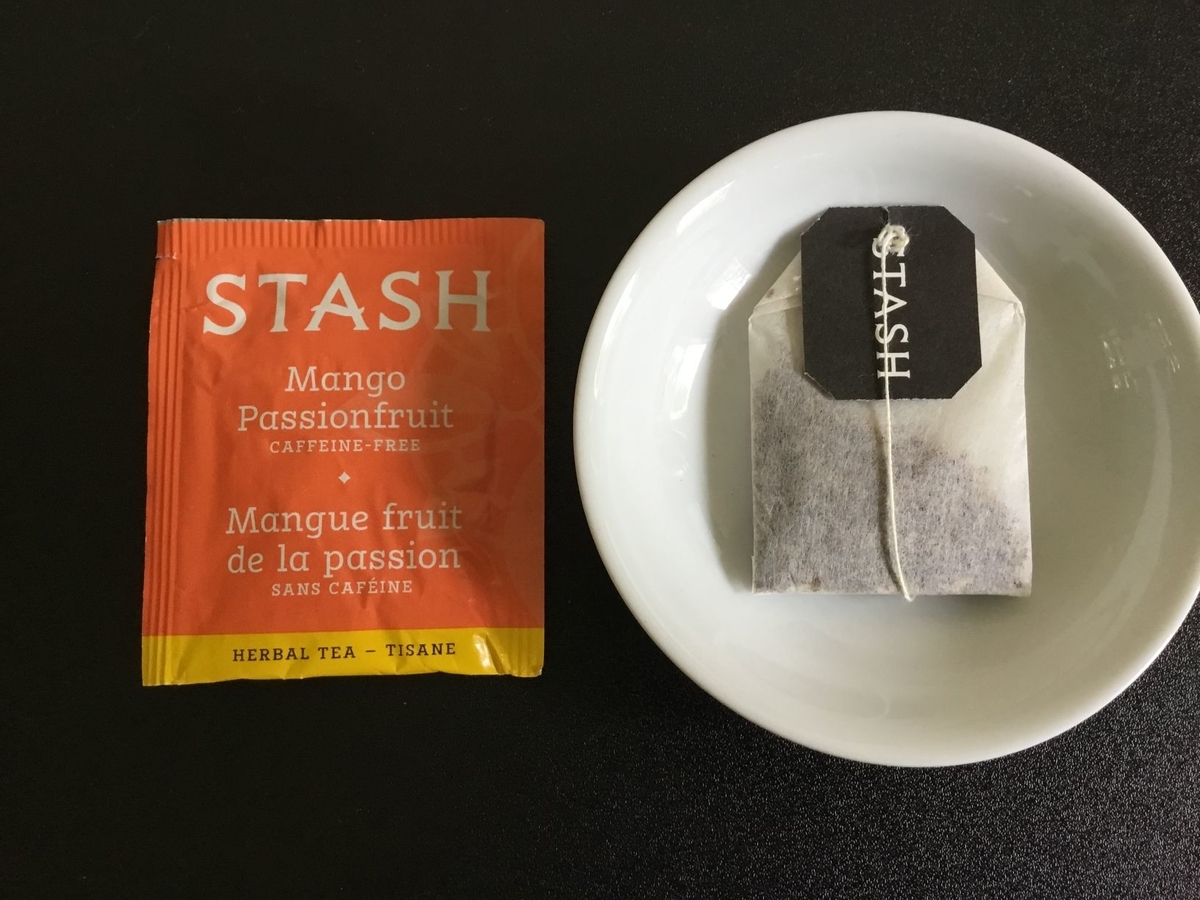 STASH
Mango
Passionfruit
CAFFEINE-FREE
Mangue fruit
de la passion
SANS CAFÉINE
HERBAL TEA – TISANE
STASH